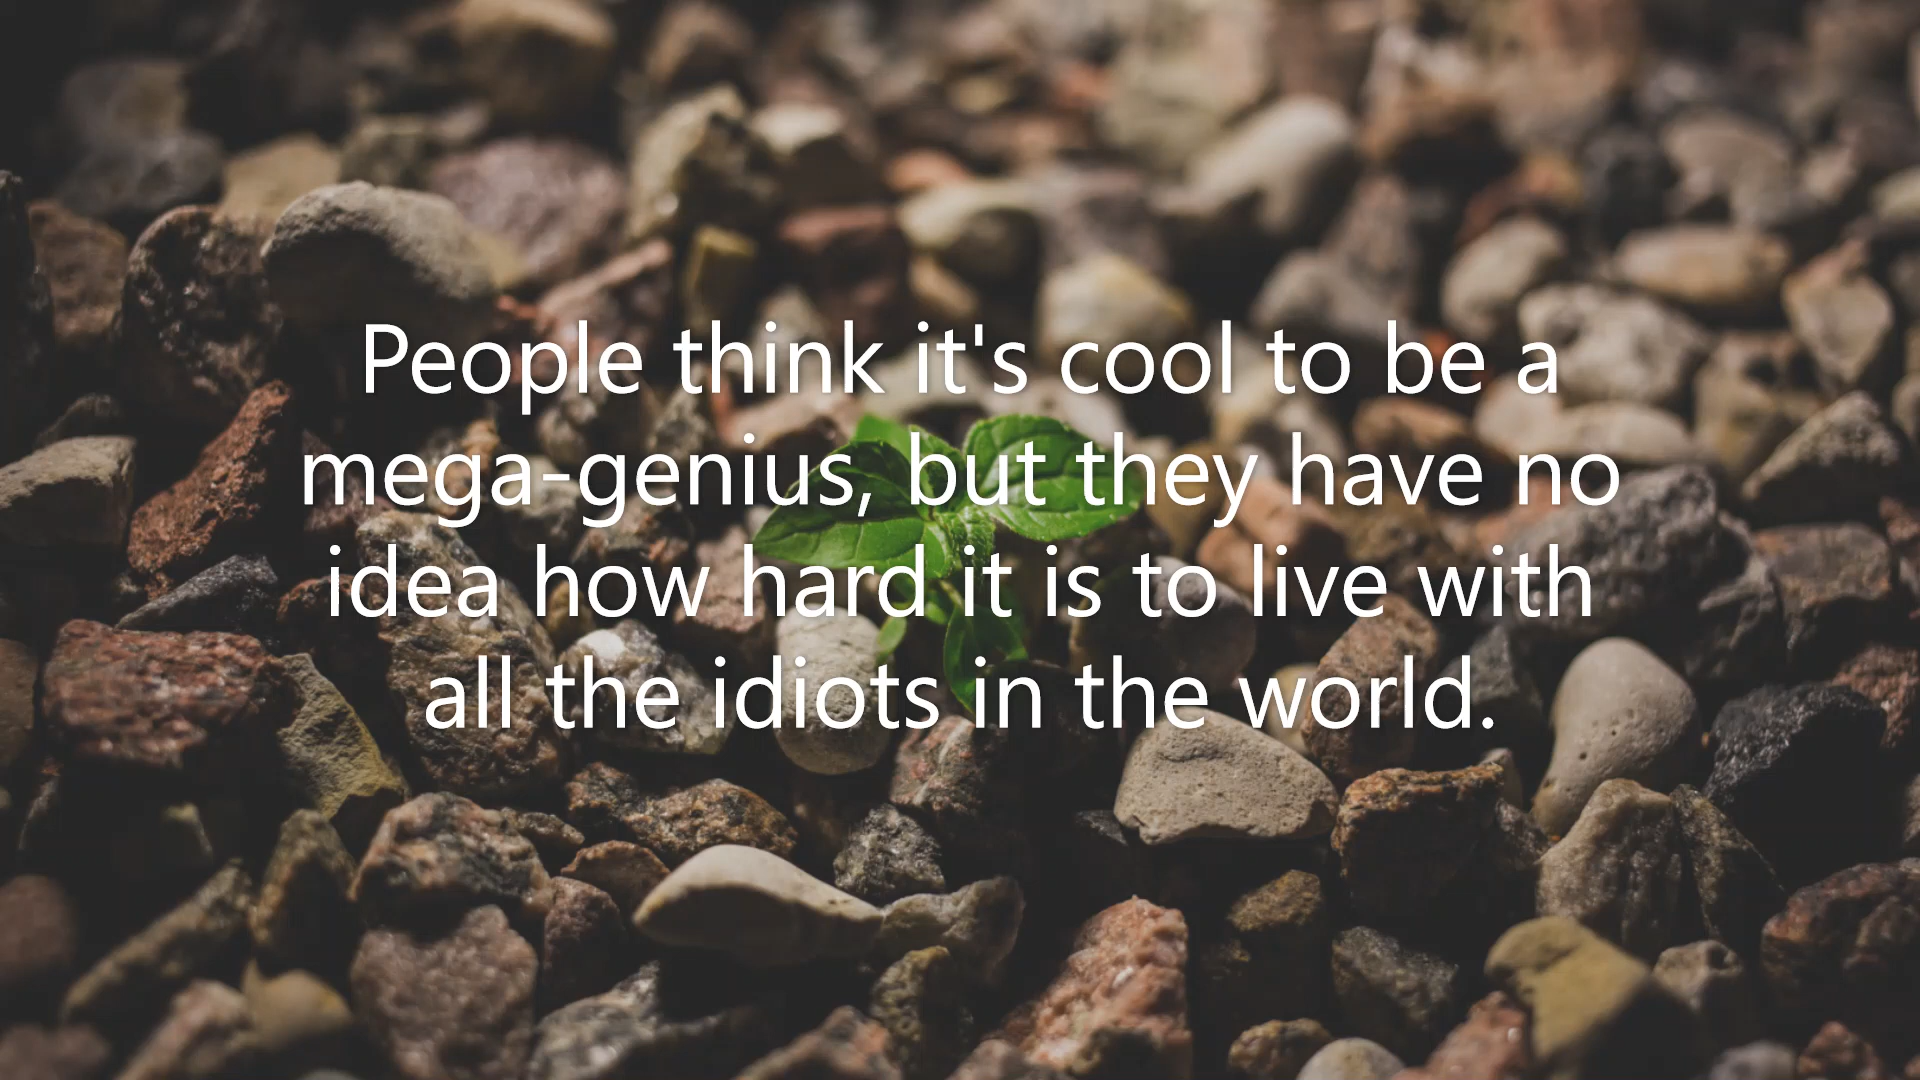 People think it's cool to be a
mega-genius, but they have no
idea how hard it is to live with
all the idiots in the world.